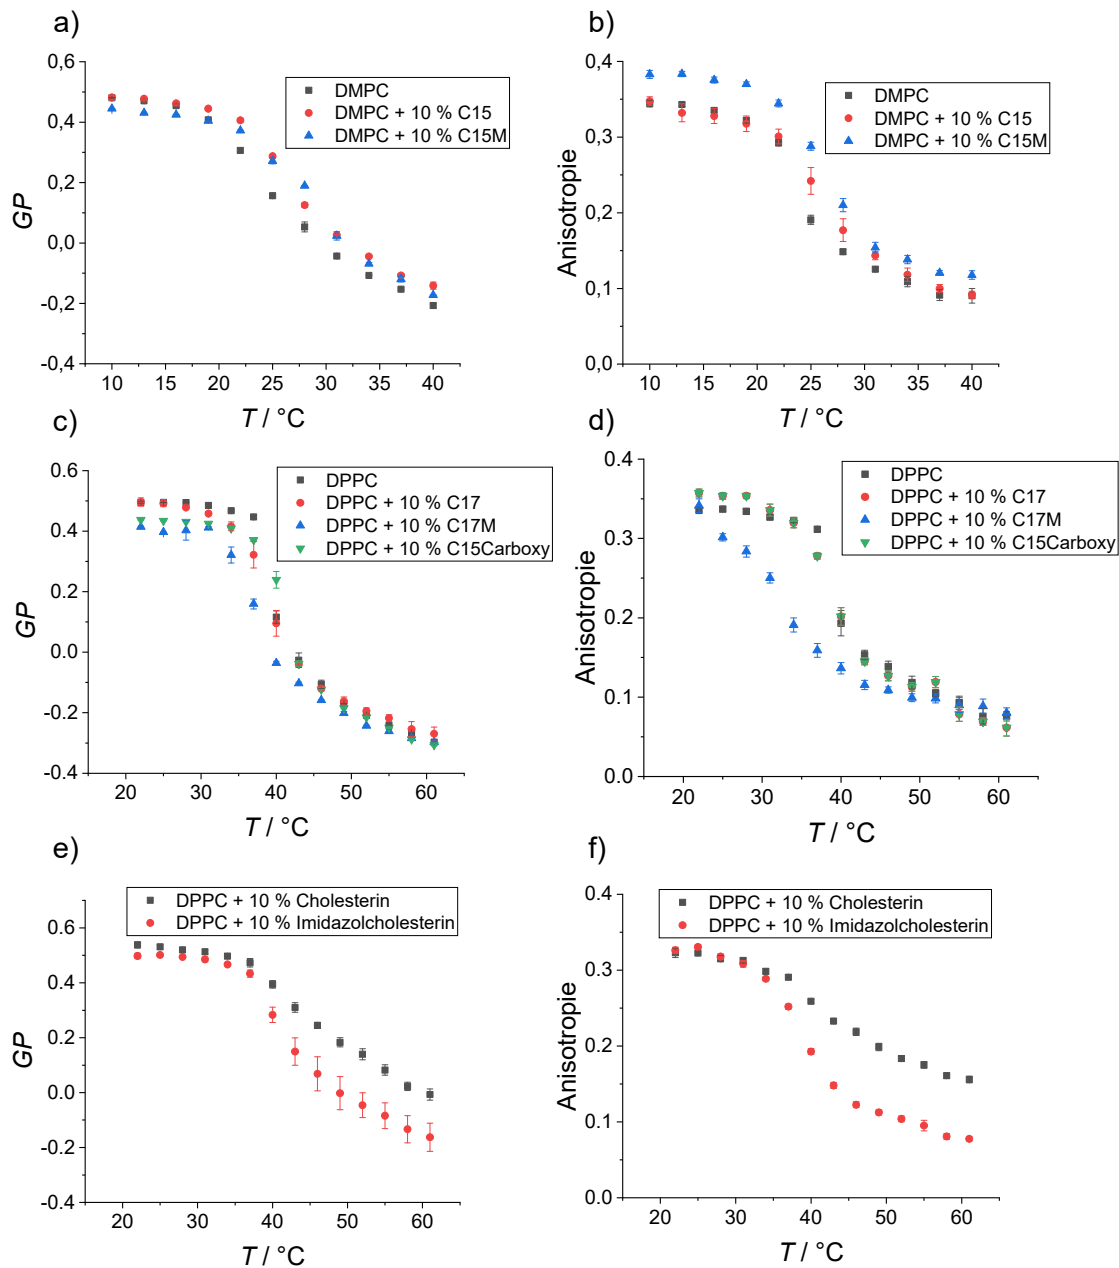 a)
0,6
0,4
0,2
0,0
-0,2
-0,4
GP
DMPC
DMPC + 10 % C15
DMPC + 10 % C15M
10 15 20 25 30 35 40
T / °C
b)
0,4
0,3
0,2
0,1
0,0
Anisotropie
DMPC
DMPC + 10 % C15
DMPC + 10 % C15M
10 15 20 25 30 35 40
T / °C
c)
0.6
0.4
0.2
0.0
-0.2
-0.4
GP
DPPC
DPPC + 10 % C17
DPPC + 10 % C17M
DPPC + 10 % C15Carboxy
20 30 40 50 60
T / °C
d)
0.4
0.3
0.2
0.1
0.0
Anisotropie
DPPC
DPPC + 10 % C17
DPPC + 10 % C17M
DPPC + 10 % C15Carboxy
20 30 40 50 60
T / °C
e)
DPPC + 10 % Cholesterin
DPPC + 10 % Imidazolcholesterin
0.6
0.4
0.2
0.0
-0.2
-0.4
GP
20 30 40 50 60
T / °C
f)
0.4
0.3
0.2
0.1
0.0
Anisotropie
DPPC + 10 % Cholesterin
DPPC + 10 % Imidazolcholesterin
20 30 40 50 60
T / °C